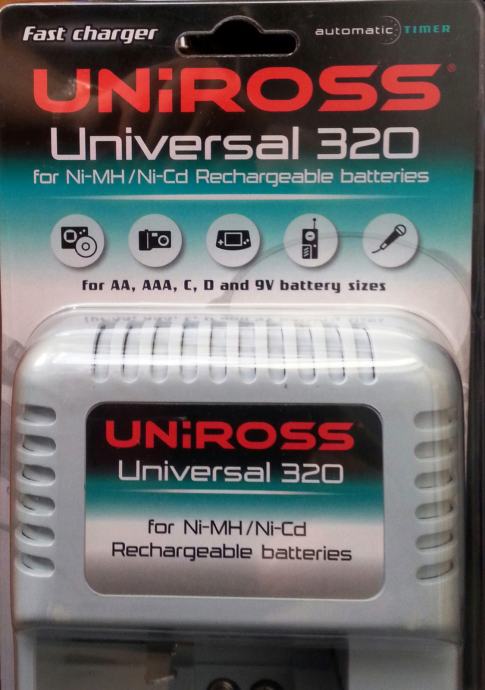 Fast charger
automatic TIMER
UNiROSS®
Universal 320
for Ni-MH/Ni-Cd Rechargeable batteries
for AA, AAA, C, D and 9V battery sizes
UNiROSS
Universal 320
for Ni-MH/Ni-Cd
Rechargeable batteries